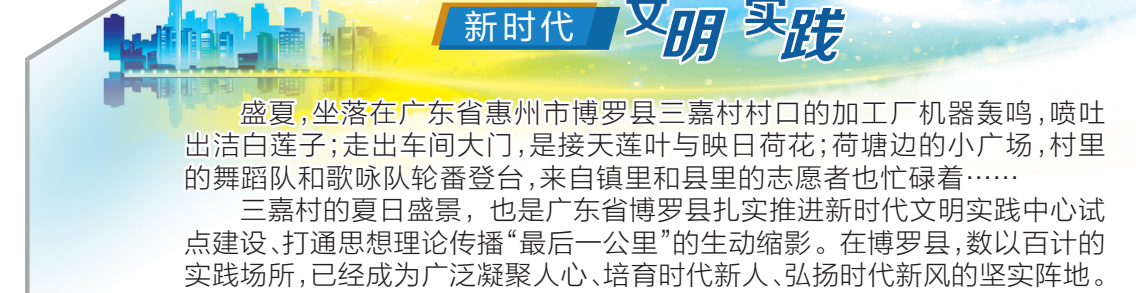 新时代 文明 实践
盛夏,坐落在广东省惠州市博罗县三嘉村村口的加工厂机器轰鸣,喷吐
出洁白莲子;走出车间大门,是接天莲叶与映日荷花;荷塘边的小广场,村里
的舞蹈队和歌咏队轮番登台,来自镇里和县里的志愿者也忙碌着……
三嘉村的夏日盛景，也是广东省博罗县扎实推进新时代文明实践中心试
点建设、打通思想理论传播“最后一公里”的生动缩影。在博罗县,数以百计的
实践场所,已经成为广泛凝聚人心、培育时代新人、弘扬时代新风的坚实阵地。